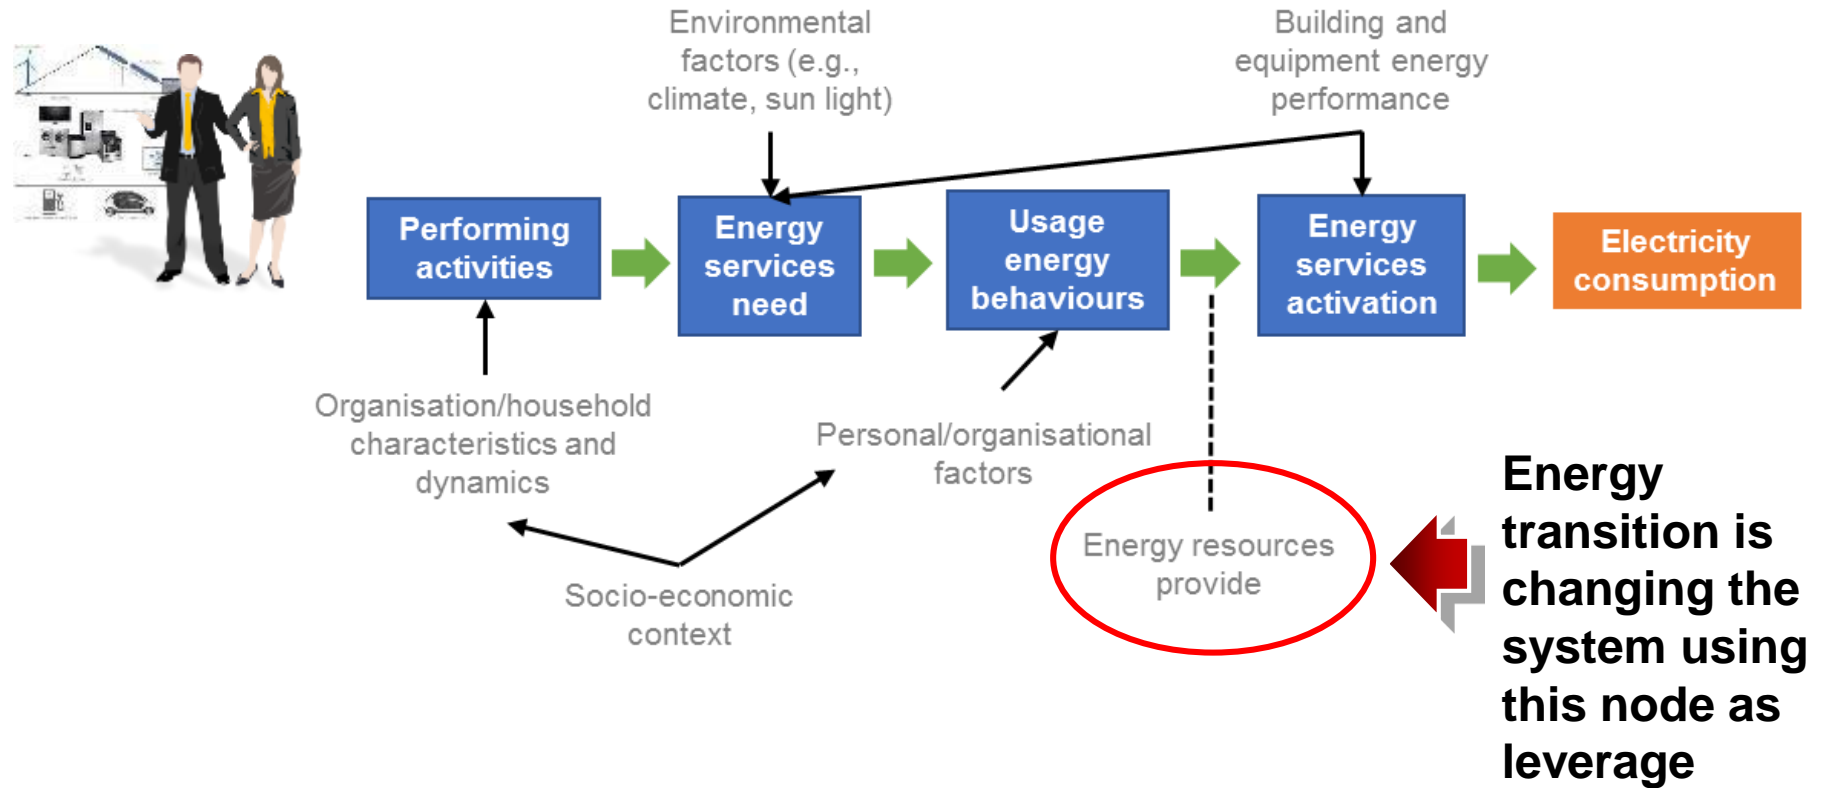 Environmental
factors (e.g.,
climate, sun light)
Building and
equipment energy
performance
Performing
activities
Energy
services
need
Usage
energy
behaviours
Energy
services
activation
Electricity
consumption
Organisation/household
characteristics and
dynamics
Personal/organisational
factors
Socio-economic
context
Energy resources
provide
Energy
transition is
changing the
system using
this node as
leverage